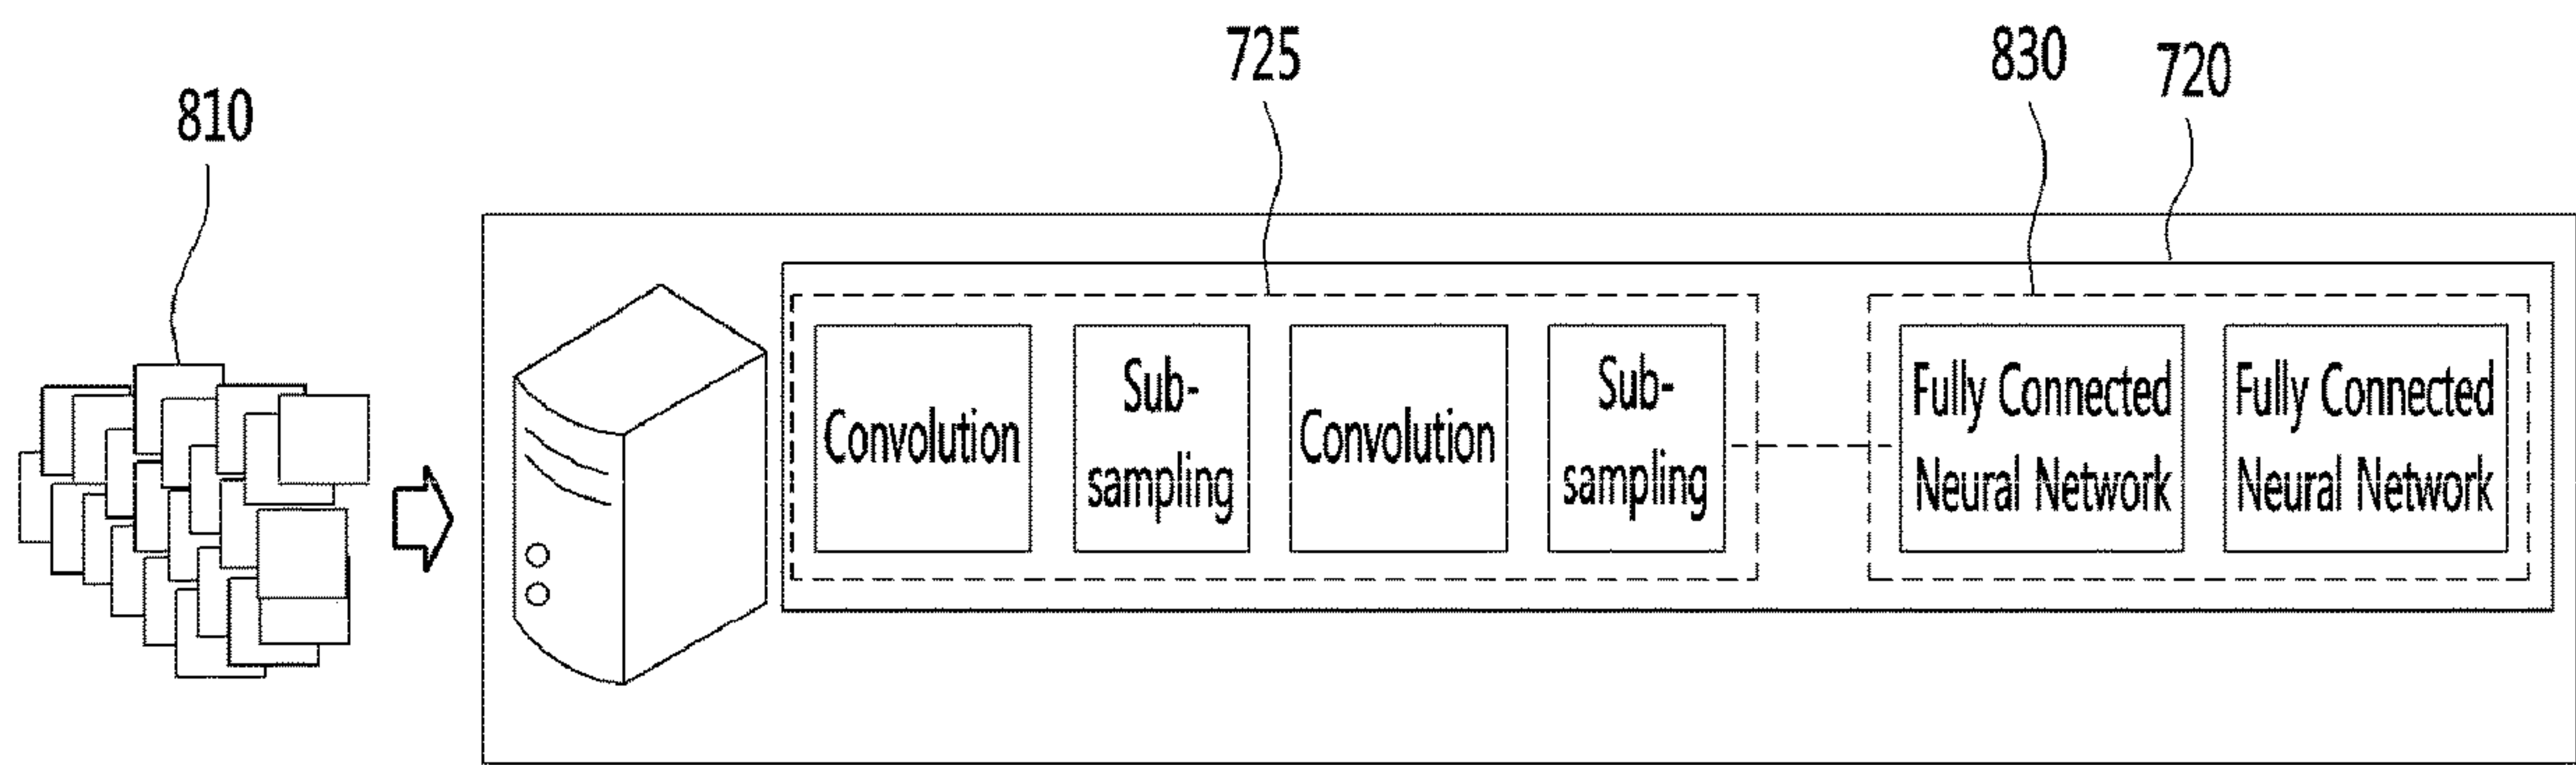 725
830
720
810
Convolution
Sub-
sampling
Convolution
Sub-
sampling
Fully Connected
Neural Network
Fully Connected
Neural Network